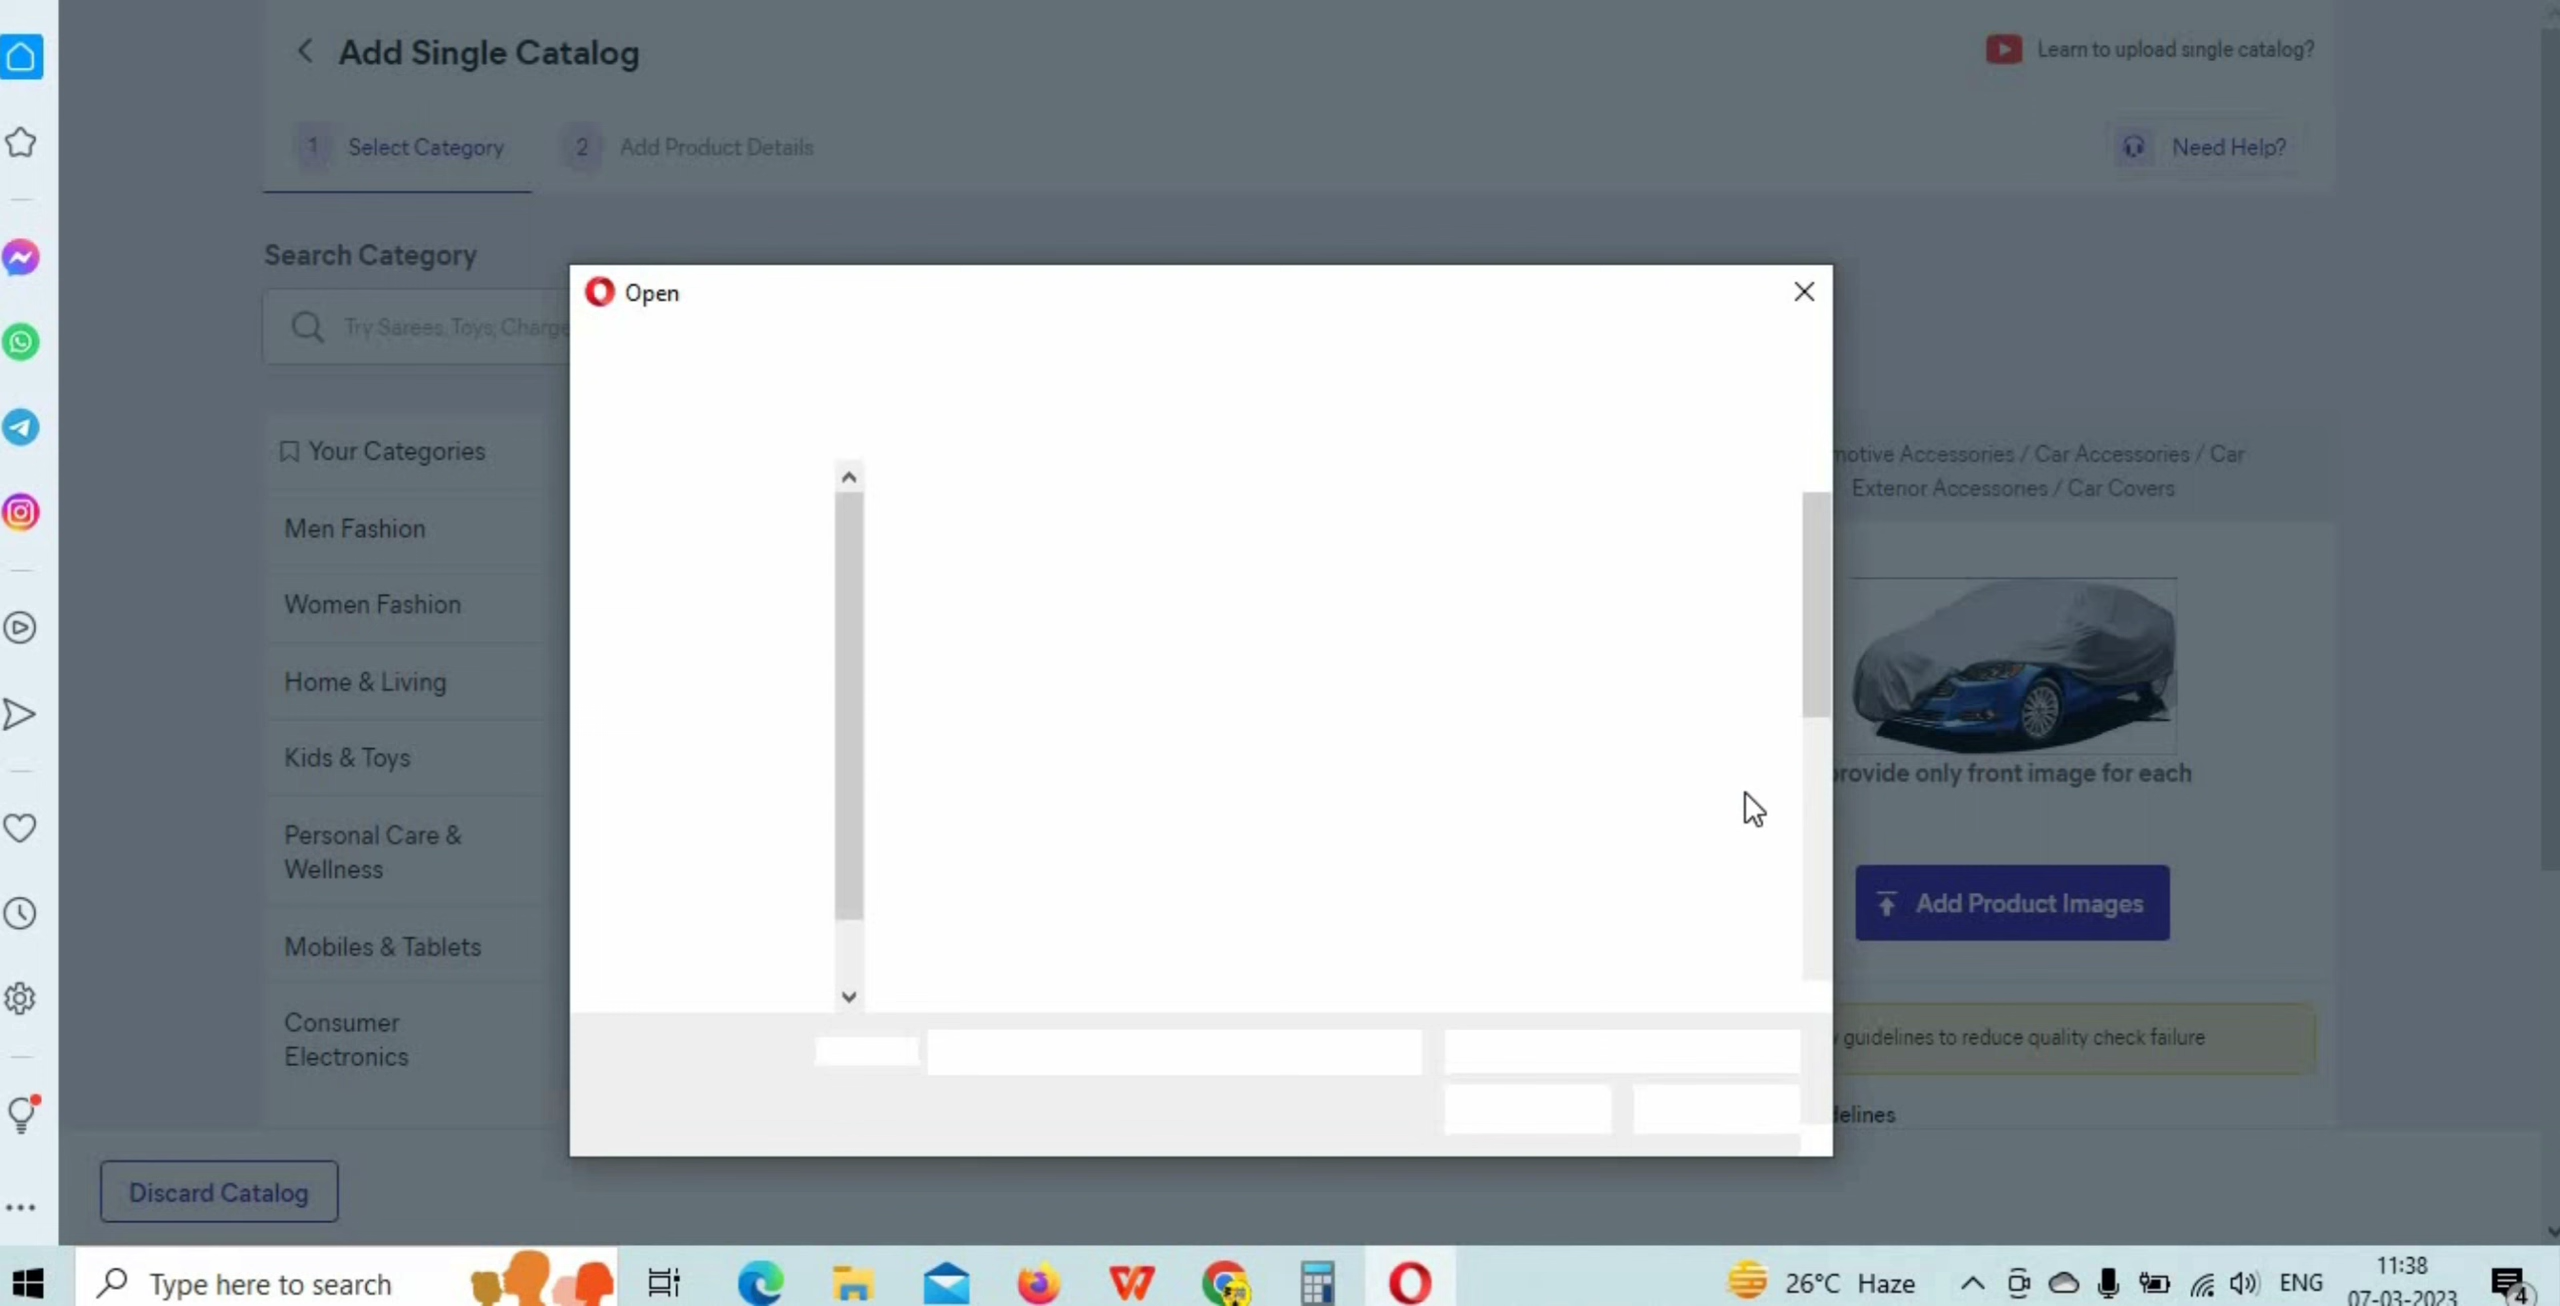 Add Single Catalog
Learn to upload single catalog?
1 Select Category
2 Add Product Details
Need Help?
Search Category
Try Sarees, Toys, Charge
Open
Your Categories
Men Fashion
Women Fashion
Home & Living
Kids & Toys
Personal Care &
Wellness
Mobiles & Tablets
Consumer
Electronics
motive Accessories / Car Accessories / Car
Exterior Accessories / Car Covers
provide only front image for each
Add Product Images
guidelines to reduce quality check failure
delines
Discard Catalog
Type here to search
26°C Haze
ENG
11:38
07-03-2023
4